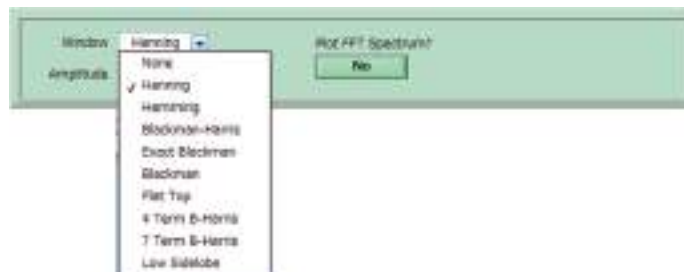 Window Hanning
Plot FFT Spectrum?
Amplitude
No
None
Hanning
Hamming
Blackman-Harris
Exact Blackman
Blackman
Flat Top
4 Term B-Harris
7 Term B-Harris
Low Sidelobe